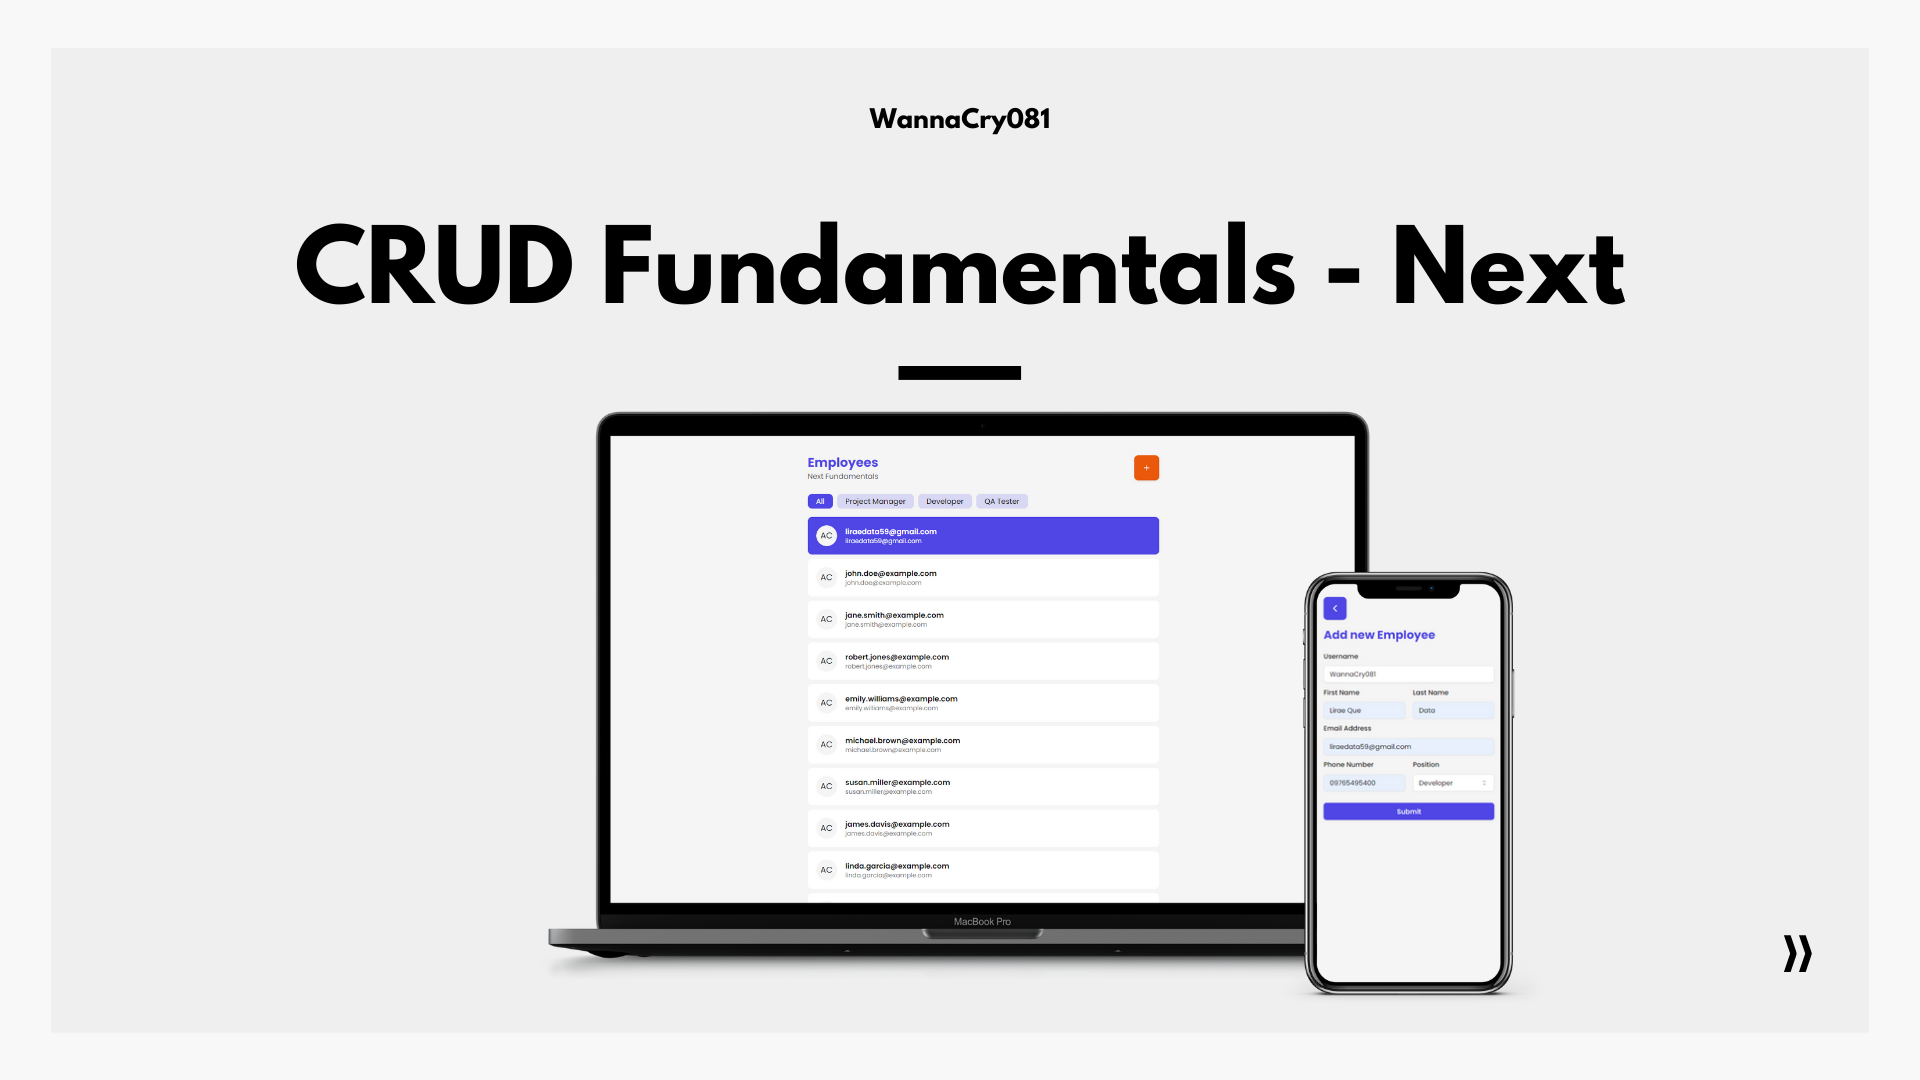 WannaCry081
CRUD Fundamentals - Next
Employees
Next Fundamentals
+
All
Project Manager
Developer
QA Tester
AC
liraedata59@gmail.com
liraedata59@gmail.com
AC
john.doe@example.com
john.doe@example.com
AC
jane.smith@example.com
jane.smith@example.com
AC
robert.jones@example.com
robert.jones@example.com
AC
emily.williams@example.com
emily.williams@example.com
AC
michael.brown@example.com
michael.brown@example.com
AC
susan.miller@example.com
susan.miller@example.com
AC
james.davis@example.com
james.davis@example.com
AC
linda.garcia@example.com
linda.garcia@example.com
MacBook Pro
Add new Employee
Username
WannaCry081
First Name
Last Name
Lirae Que
Data
Email Address
liraedata59@gmail.com
Phone Number
Position
09765495400
Developer
Submit